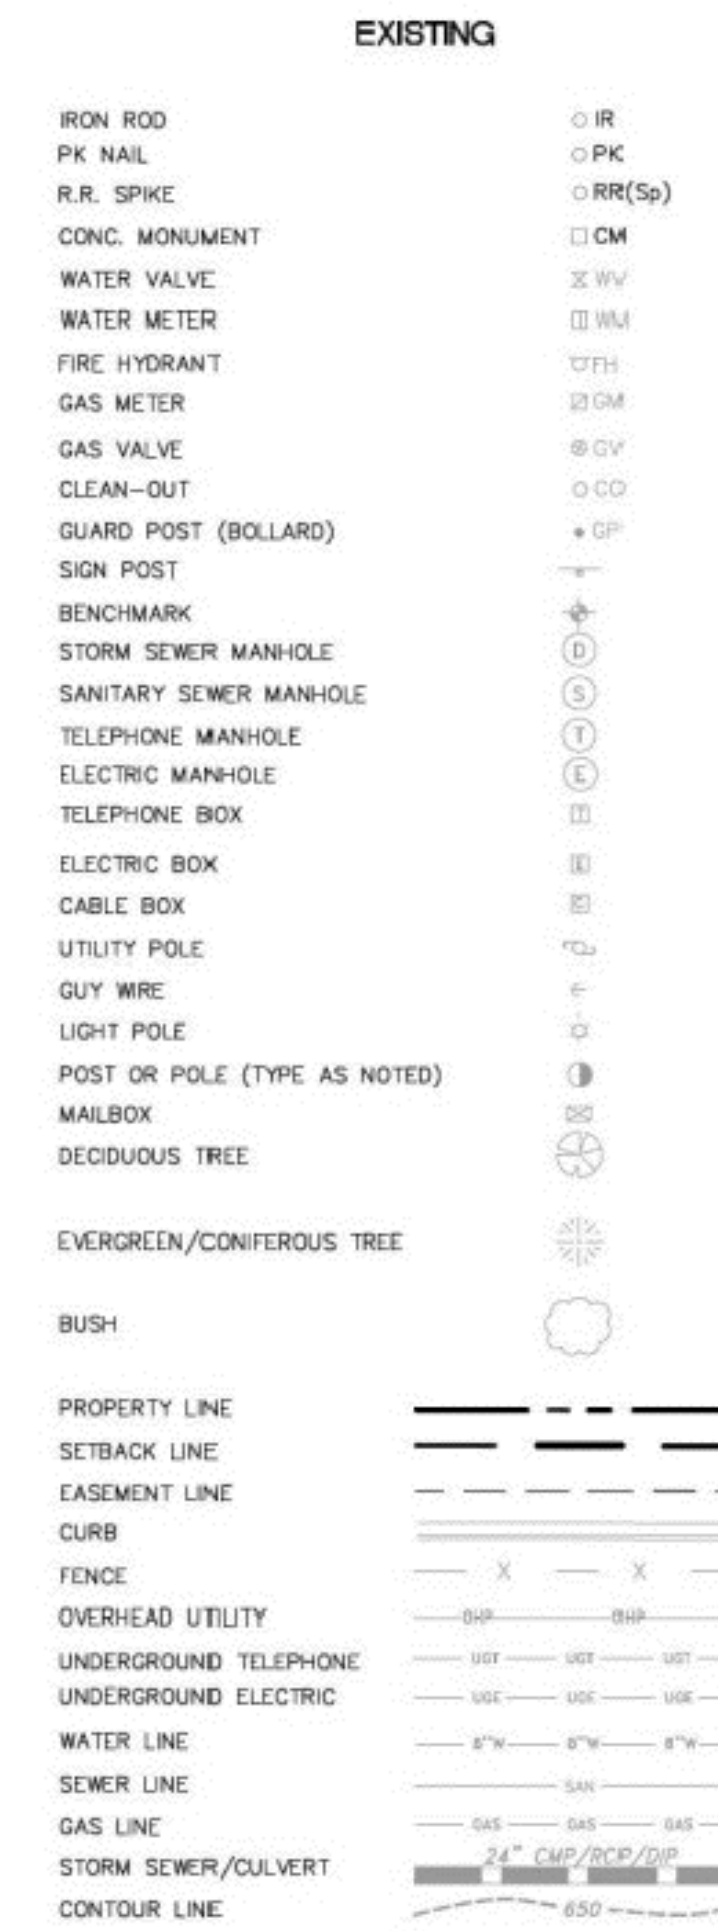 EXISTING
IRON ROD IR
PK NAIL PK
R.R. SPIKE RR(Sp)
CONC. MONUMENT CM
WATER VALVE WV
WATER METER WM
FIRE HYDRANT FH
GAS METER GM
GAS VALVE GV
CLEAN-OUT CO
GUARD POST (BOLLARD) GP
SIGN POST
BENCHMARK
STORM SEWER MANHOLE D
SANITARY SEWER MANHOLE S
TELEPHONE MANHOLE T
ELECTRIC MANHOLE E
TELEPHONE BOX T
ELECTRIC BOX E
CABLE BOX C
UTILITY POLE
GUY WIRE
LIGHT POLE
POST OR POLE (TYPE AS NOTED)
MAILBOX
DECIDUOUS TREE
EVERGREEN/CONIFEROUS TREE
BUSH
PROPERTY LINE
SETBACK LINE
EASEMENT LINE
CURB
FENCE X X
OVERHEAD UTILITY OHP OHP
UNDERGROUND TELEPHONE UGT UGT UGT
UNDERGROUND ELECTRIC UGE UGE UGE
WATER LINE 8"W 8"W 8"W
SEWER LINE SAN
GAS LINE GAS GAS GAS
STORM SEWER/CULVERT 24" CMP/RCP/DIP
CONTOUR LINE 650